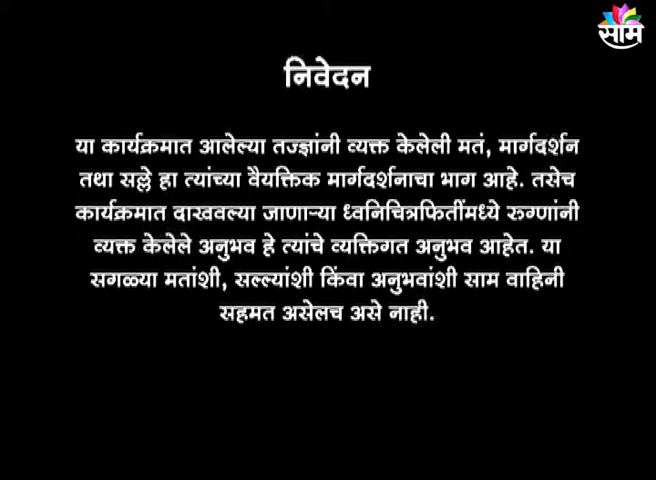 साम
निवेदन
या कार्यक्रमात आलेल्या तज्ज्ञांनी व्यक्त केलेली मतं, मार्गदर्शन
तथा सल्ले हा त्यांच्या वैयक्तिक मार्गदर्शनाचा भाग आहे. तसेच
कार्यक्रमात दाखवल्या जाणाऱ्या ध्वनिचित्रफितींमध्ये रुग्णांनी
व्यक्त केलेले अनुभव हे त्यांचे व्यक्तिगत अनुभव आहेत. या
सगळ्या मतांशी, सल्ल्यांशी किंवा अनुभवांशी साम वाहिनी
सहमत असेलच असे नाही.